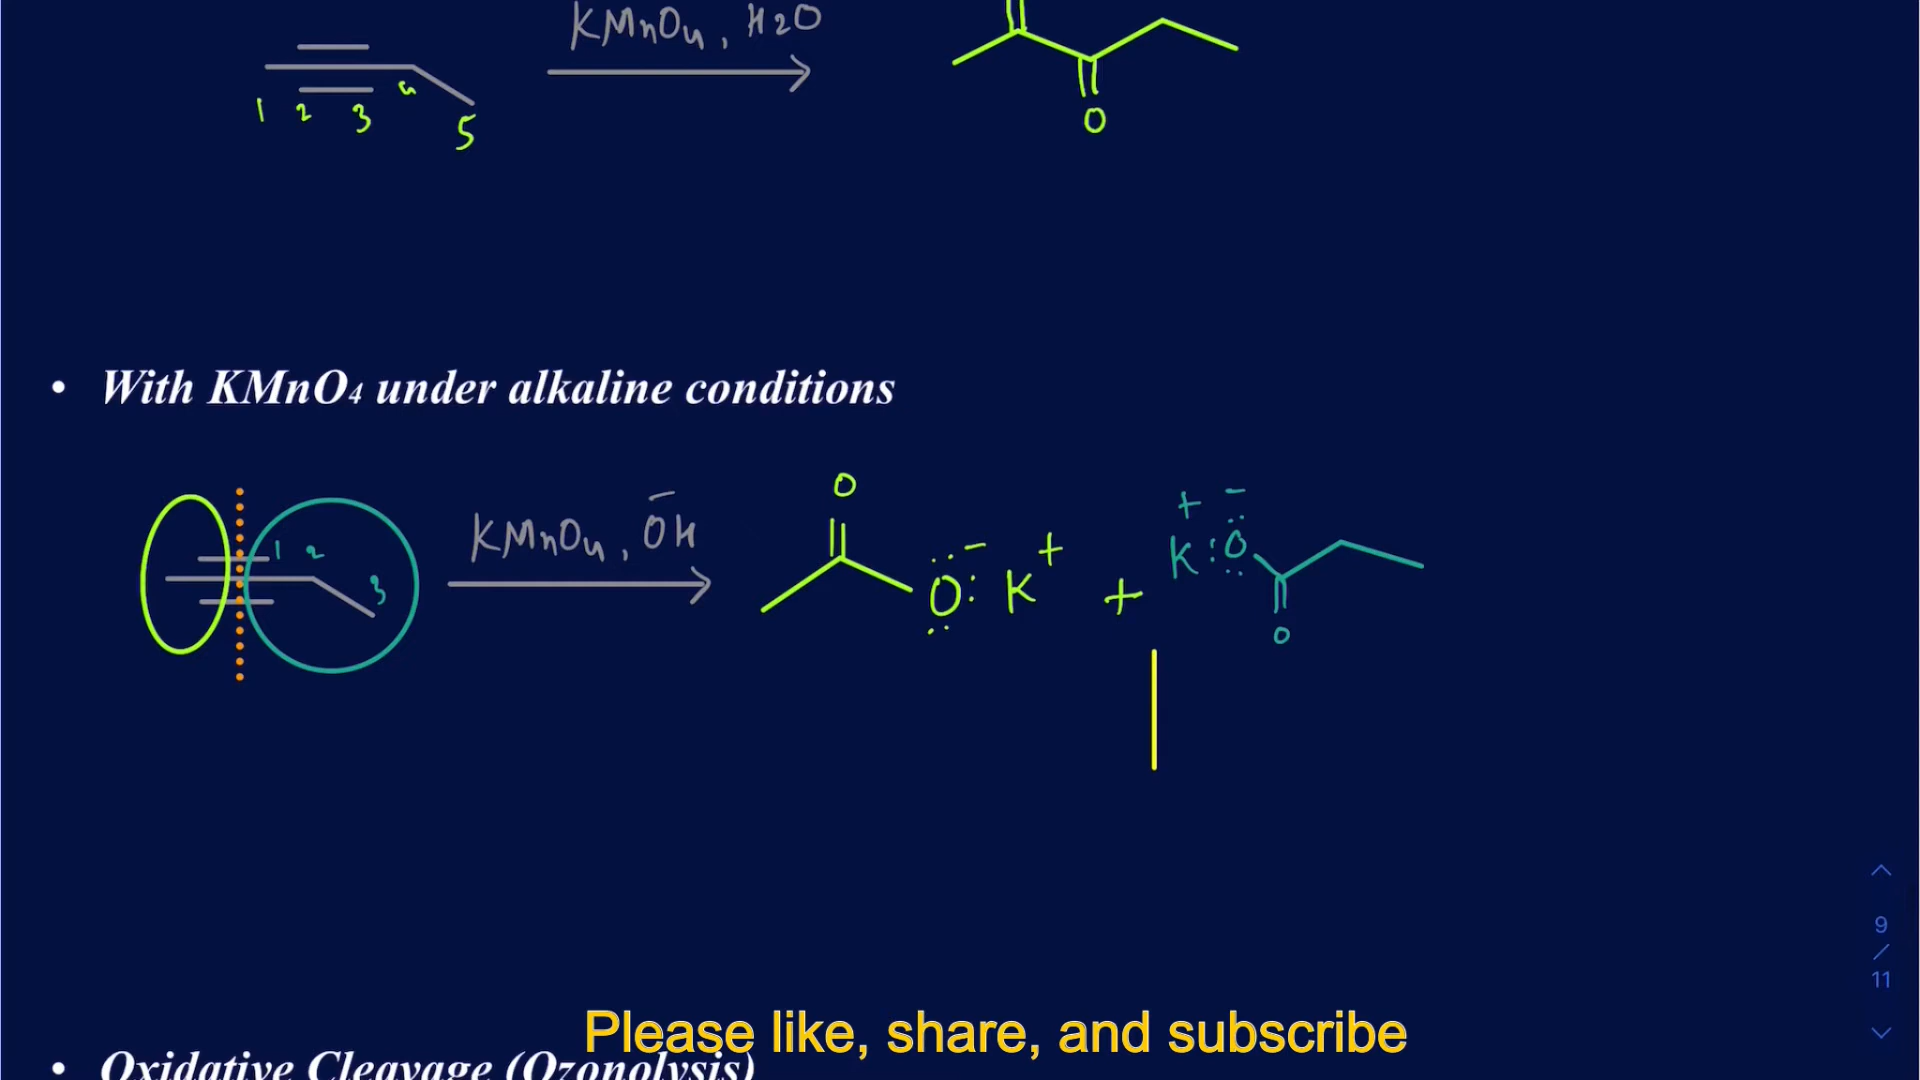 KMnO4, H2O
O
1 2 3 4 5
• With KMnO4 under alkaline conditions
1 2 3
KMnO4, ŌH
O
O:⁻ K⁺ + K⁺ :O⁻
O
9
/
11
Please like, share, and subscribe
• Oxidative Cleavage (Ozonolysis)